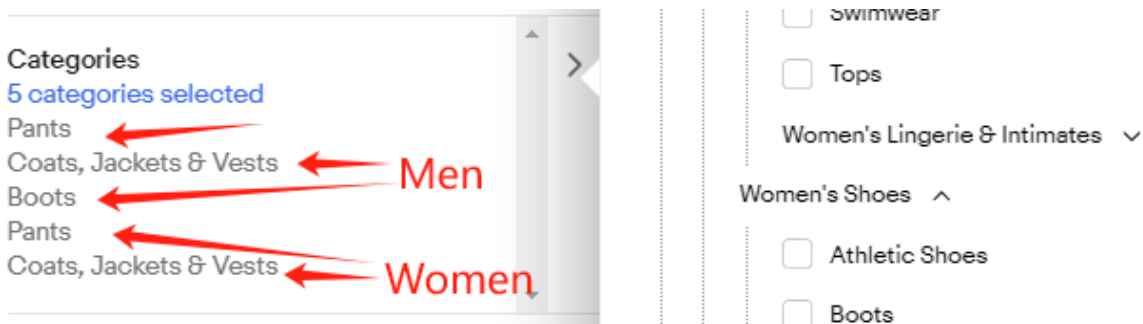 Categories
5 categories selected
Pants
Coats, Jackets & Vests
Men
Boots
Pants
Coats, Jackets & Vests
Women
Swimwear
Tops
Women's Lingerie & Intimates
Women's Shoes
Athletic Shoes
Boots